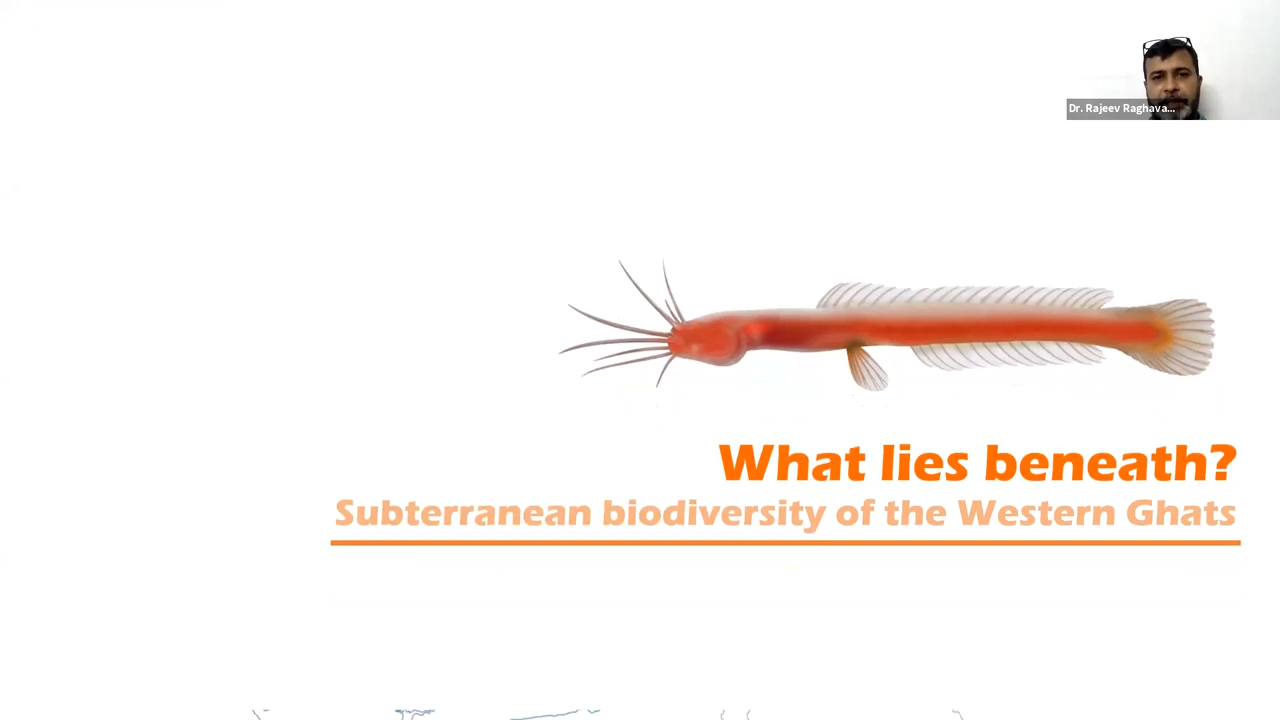 Dr. Rajeev Raghava...
What lies beneath?
Subterranean biodiversity of the Western Ghats